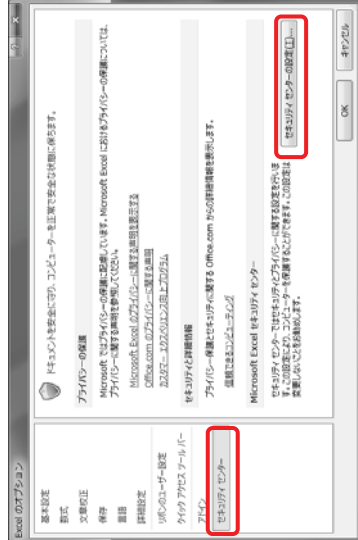 Excel のオプション
基本設定
数式
文章校正
保存
言語
詳細設定
リボンのユーザー設定
クイック アクセス ツール バー
アドイン
セキュリティ センター
ドキュメントを安全に守り、コンピューターを正常で安全な状態に保ちます。
プライバシーの保護
Microsoft ではプライバシーの保護に配慮しています。Microsoft Excel におけるプライバシーの保護については、
プライバシーに関する声明を参照してください。
Microsoft Excel のプライバシーに関する声明を表示する
Office.com のプライバシーに関する声明
カスタマー エクスペリエンス向上プログラム
セキュリティと詳細情報
プライバシー保護とセキュリティに関する Office.com からの詳細情報を表示します。
信頼できるコンピューティング
Microsoft Excel セキュリティ センター
セキュリティ センターではセキュリティとプライバシーに関する設定を行いま
す。この設定により、コンピューターを保護することができます。この設定は
変更しないことをお勧めします。
セキュリティ センターの設定(T)...
OK
キャンセル